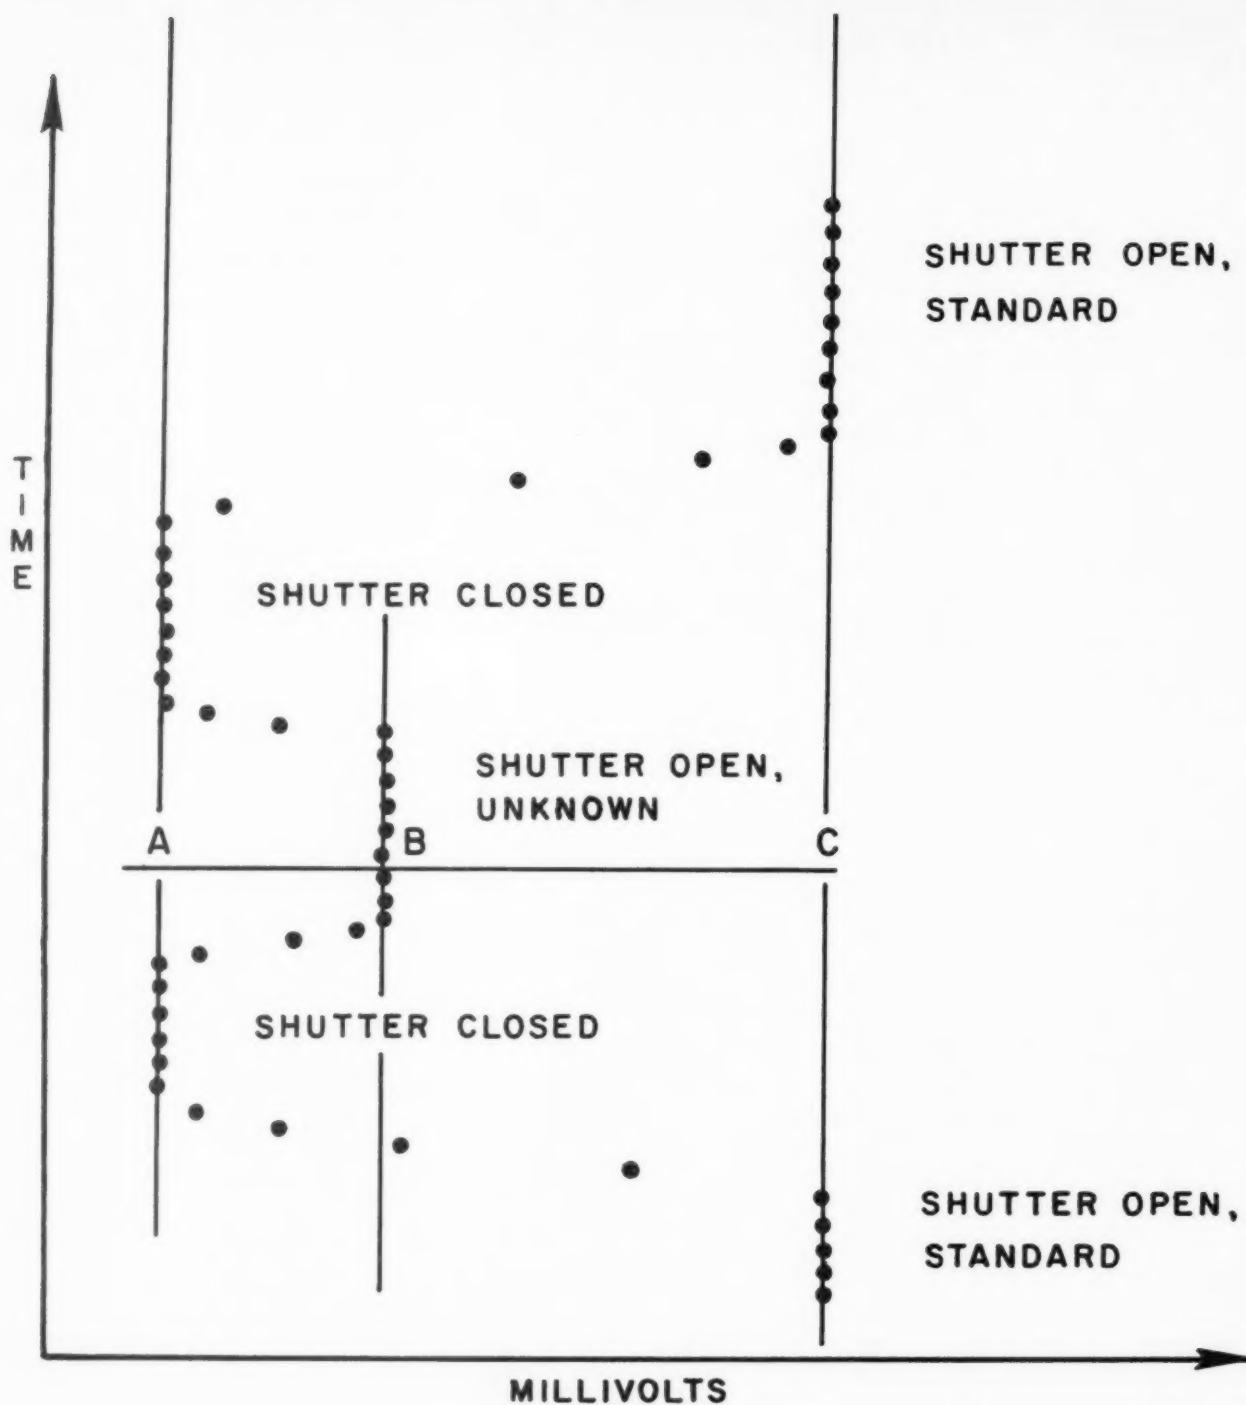 SHUTTER OPEN,
STANDARD
TIME
SHUTTER CLOSED
SHUTTER OPEN,
UNKNOWN
A
B
C
SHUTTER CLOSED
SHUTTER OPEN,
STANDARD
MILLIVOLTS